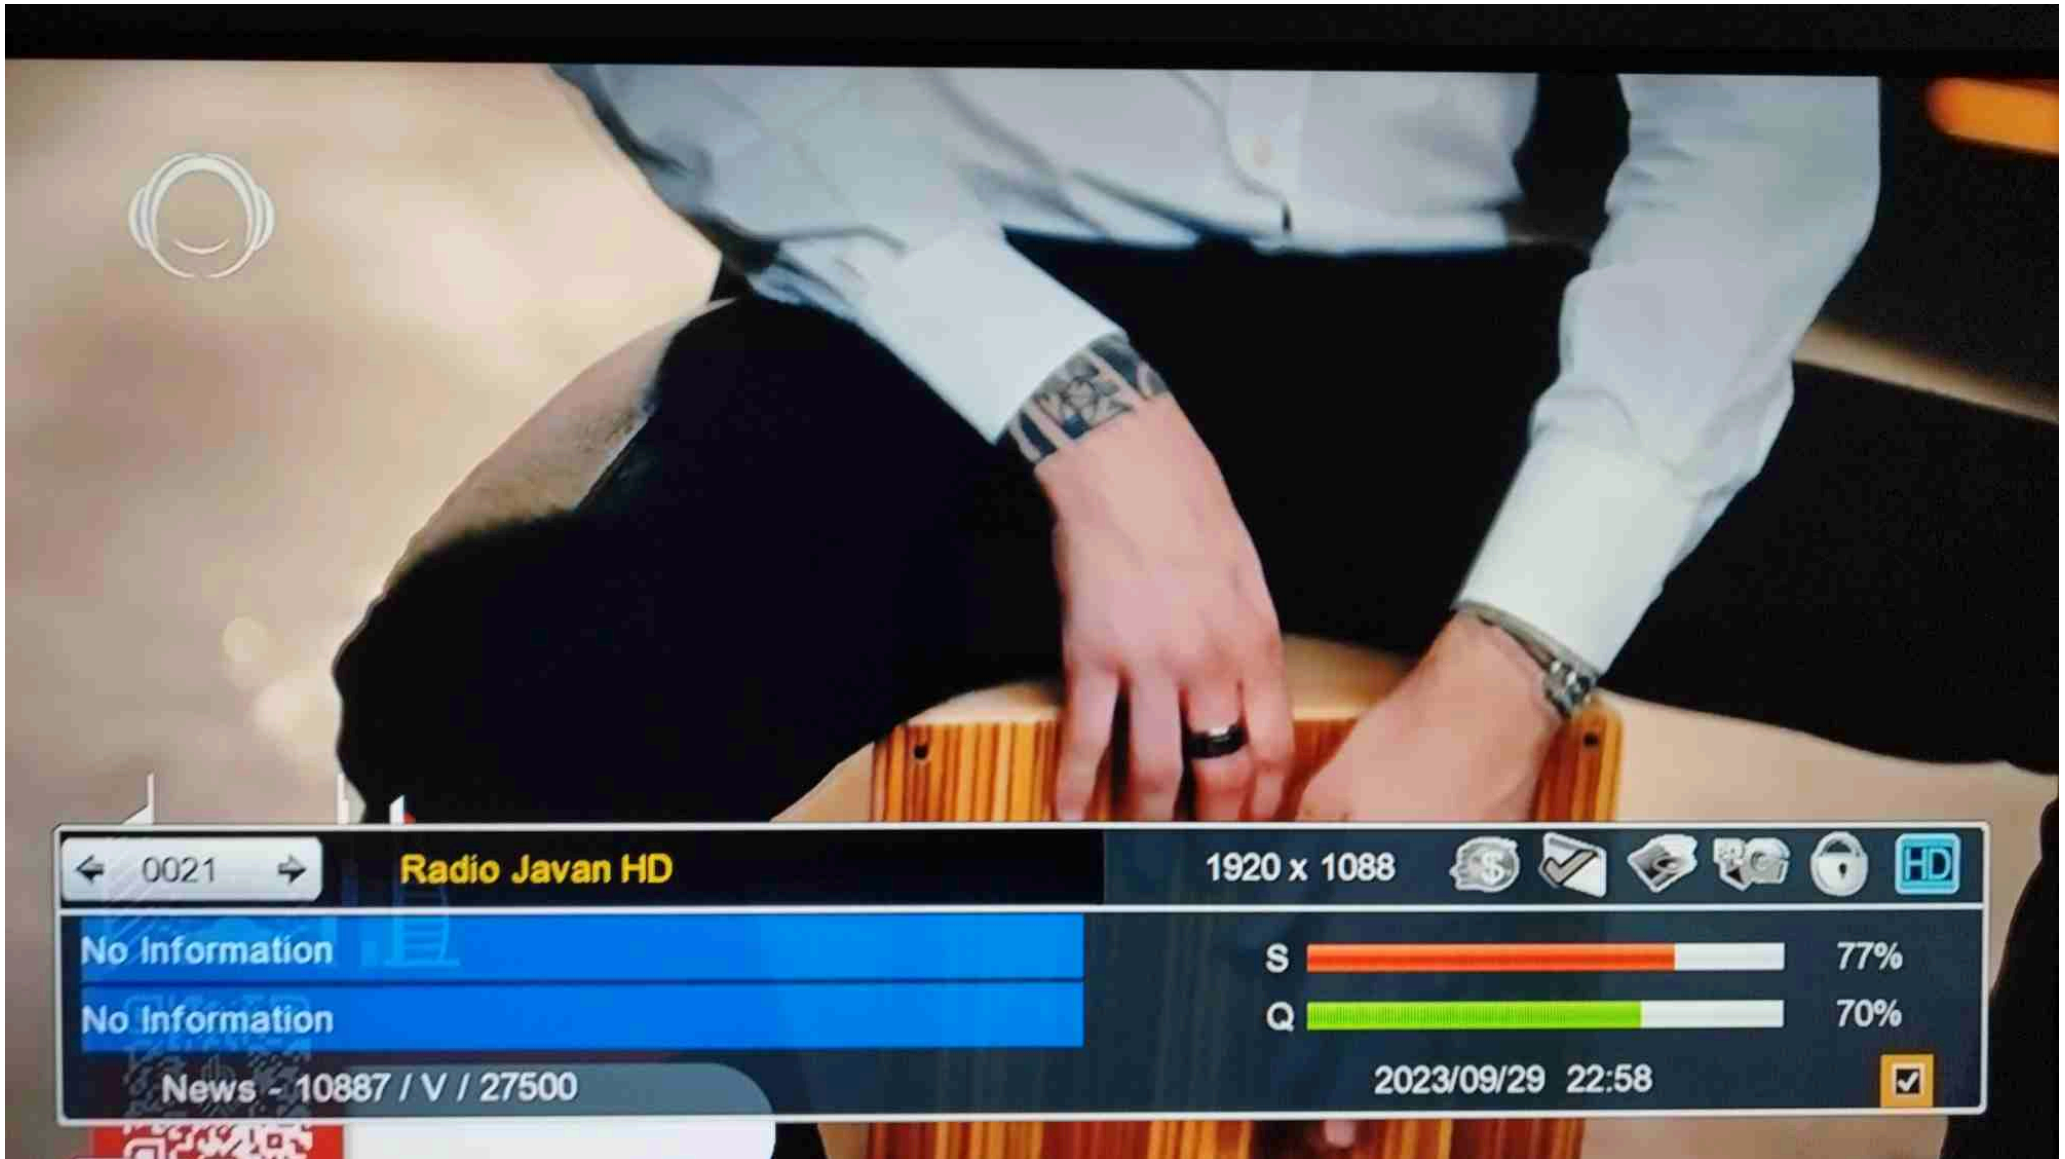 0021 Radio Javan HD 1920 x 1088 HD
No Information
S 77%
No Information
Q 70%
News - 10887 / V / 27500 2023/09/29 22:58